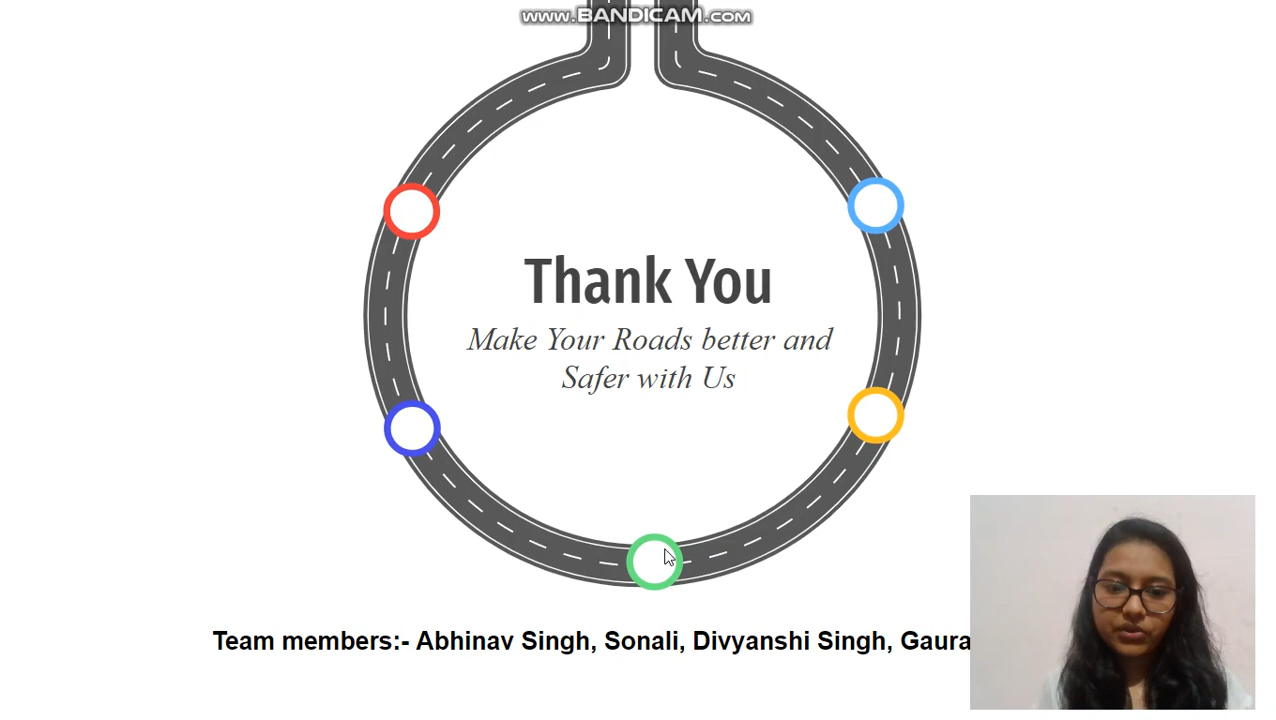 www.BANDICAM.com
Thank You
Make Your Roads better and
Safer with Us
Team members:- Abhinav Singh, Sonali, Divyanshi Singh,